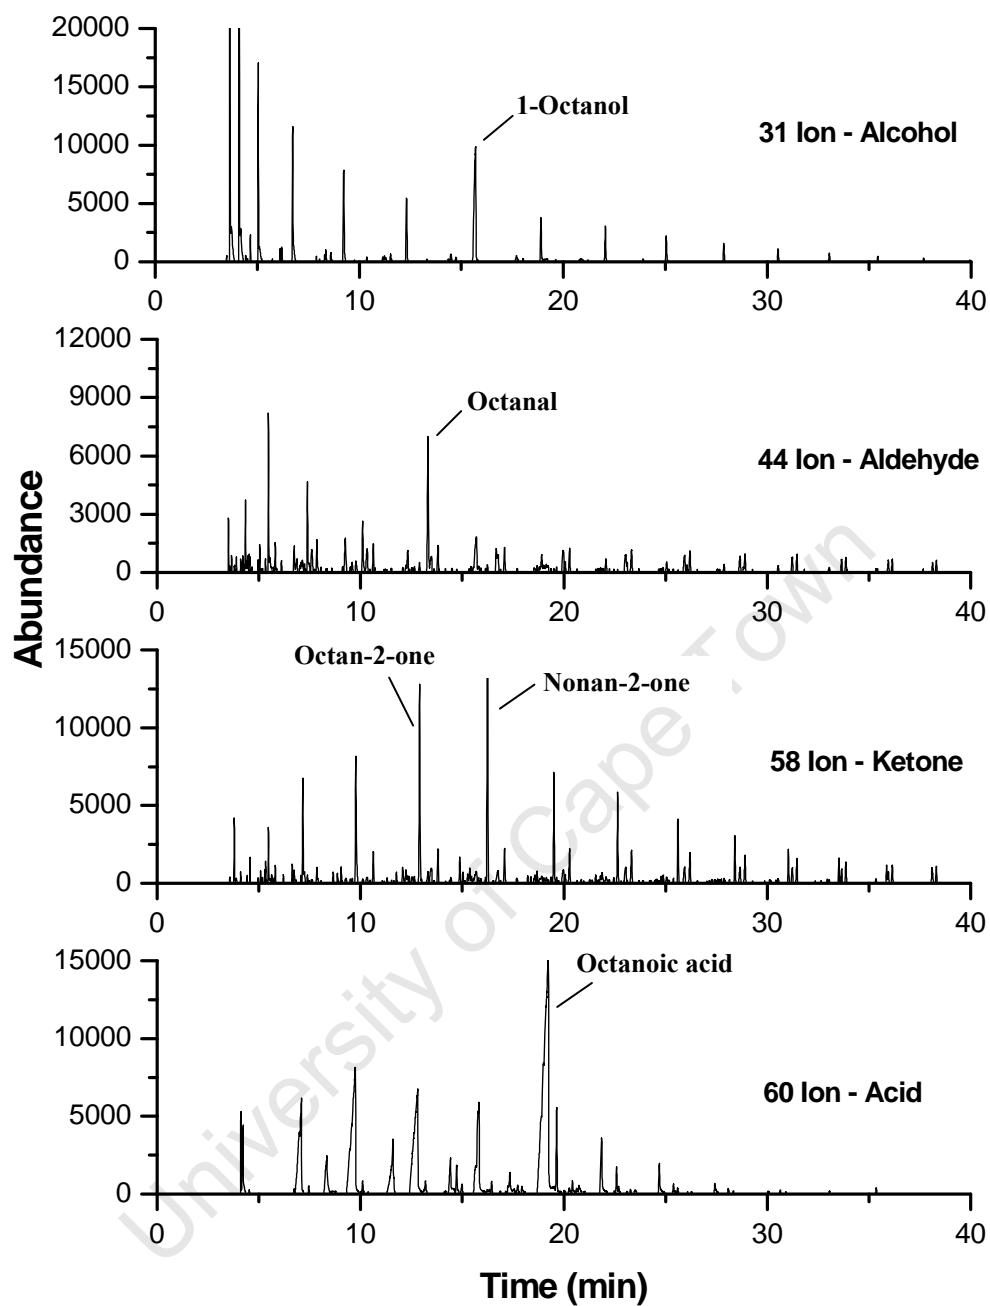 20000
15000
10000
5000
0
1-Octanol
31 Ion - Alcohol
0 10 20 30 40
12000
9000
6000
3000
0
Octanal
44 Ion - Aldehyde
0 10 20 30 40
Abundance
15000
10000
5000
0
Octan-2-one
Nonan-2-one
58 Ion - Ketone
0 10 20 30 40
15000
10000
5000
0
Octanoic acid
60 Ion - Acid
0 10 20 30 40
Time (min)
University of Cape Town